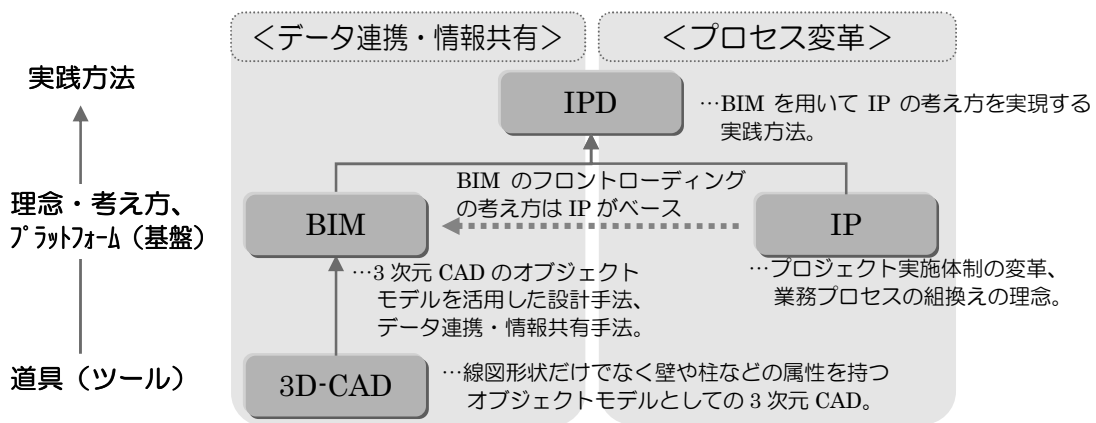 <データ連携・情報共有>
<プロセス変革>
実践方法
IPD
…BIM を用いて IP の考え方を実現する
実践方法。
理念・考え方、
ﾌﾟﾗｯﾄﾌｫｰﾑ（基盤）
BIM のフロントローディング
の考え方は IP がベース
BIM
IP
…3 次元 CAD のオブジェクト
モデルを活用した設計手法、
データ連携・情報共有手法。
…プロジェクト実施体制の変革、
業務プロセスの組換えの理念。
道具（ツール）
3D-CAD
…線図形状だけでなく壁や柱などの属性を持つ
オブジェクトモデルとしての 3 次元 CAD。